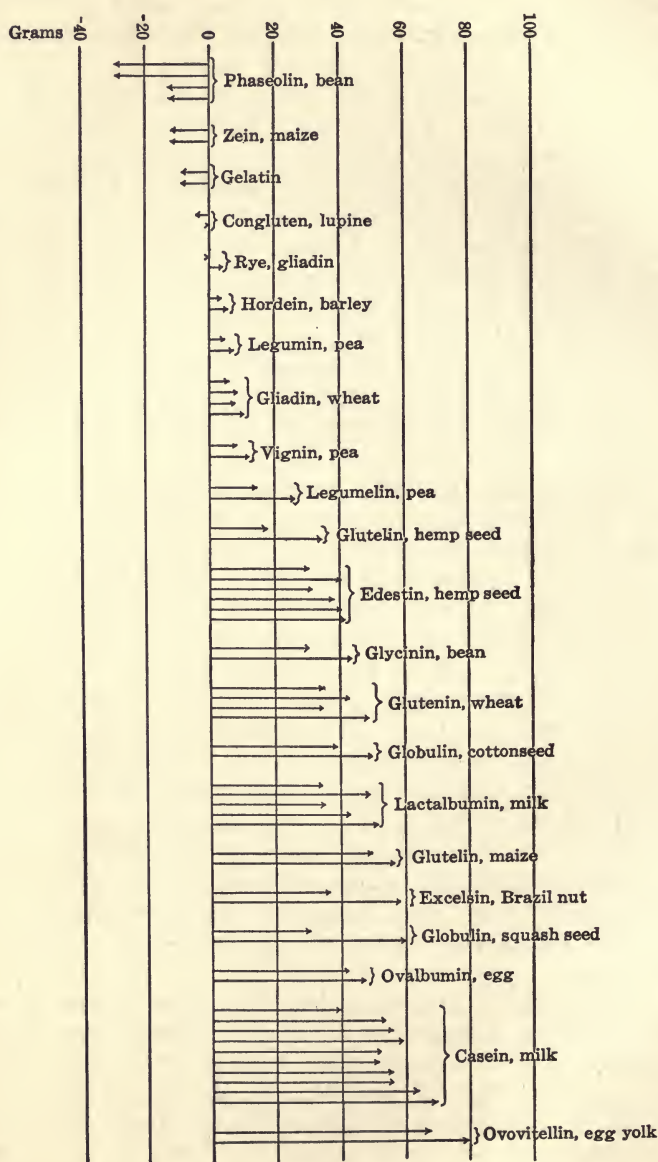 Grams -40 -20 0 20 40 60 80 100
Phaseolin, bean
Zein, maize
Gelatin
Congluten, lupine
Rye, gliadin
Hordein, barley
Legumin, pea
Gliadin, wheat
Vignin, pea
Legumelin, pea
Glutelin, hemp seed
Edestin, hemp seed
Glycinin, bean
Glutenin, wheat
Globulin, cottonseed
Lactalbumin, milk
Glutelin, maize
Excelsin, Brazil nut
Globulin, squash seed
Ovalbumin, egg
Casein, milk
Ovovitellin, egg yolk